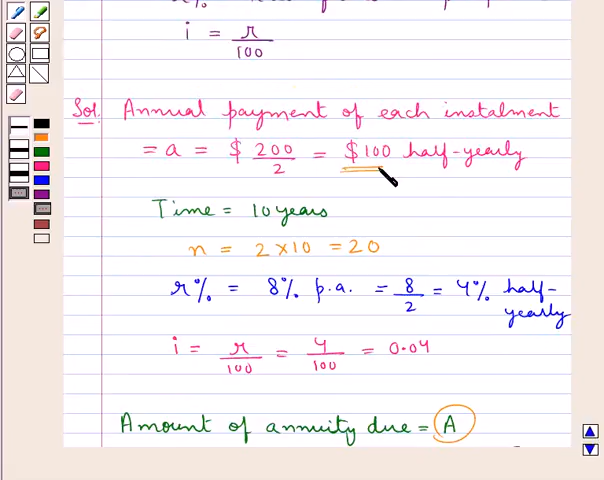 i = r/100
Sol. Annual payment of each instalment
= a = $ 200/2 = $100 half-yearly
Time = 10 years
n = 2 × 10 = 20
r% = 8% p.a. = 8/2 = 4% half-
yearly
i = r/100 = 4/100 = 0.04
Amount of annuity due = A